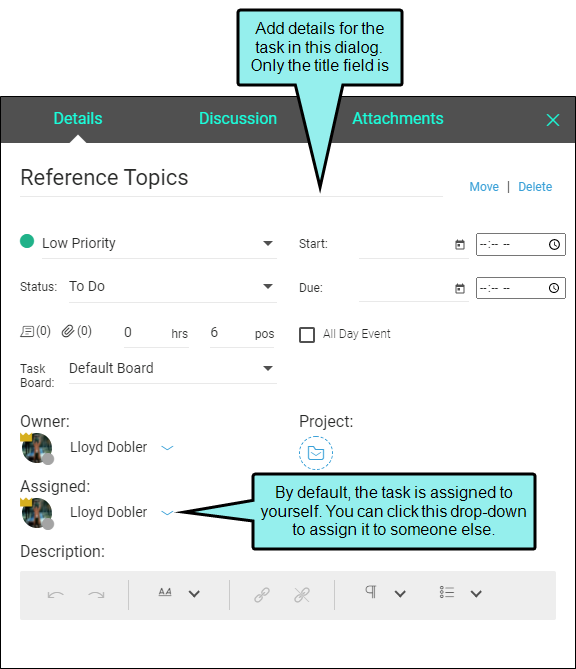 Add details for the
task in this dialog.
Only the title field is
Details Discussion Attachments
Reference Topics
Move | Delete
Low Priority Start: --:-- --
Status: To Do Due: --:-- --
(0) (0) 0 hrs 6 pos All Day Event
Task
Board: Default Board
Owner: Project:
Lloyd Dobler
Assigned:
Lloyd Dobler
By default, the task is assigned to
yourself. You can click this drop-down
to assign it to someone else.
Description:
AA